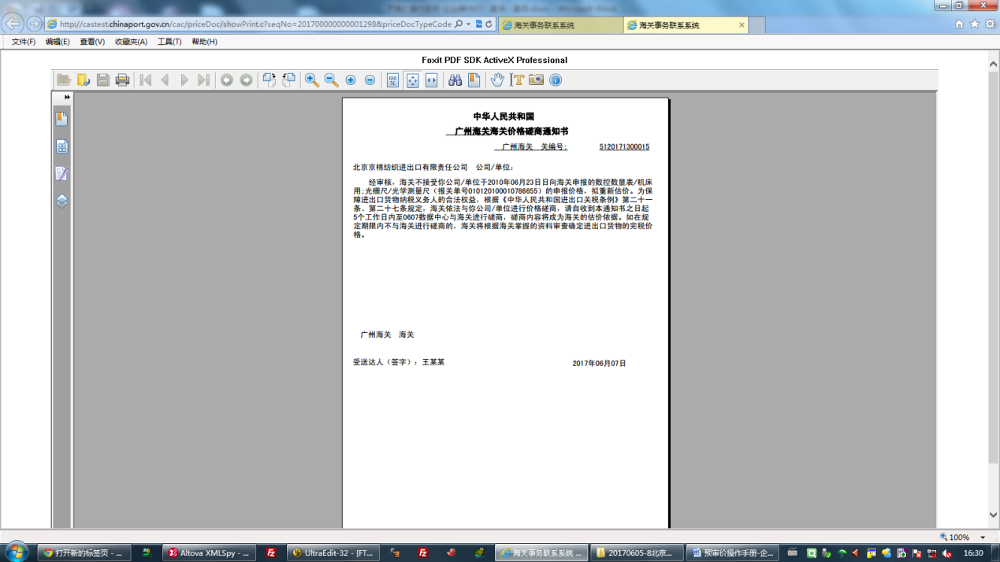 http://castest.chinaport.gov.cn/cac/priceDoc/showPrint.c?seqNo=201700000000001298&priceDocTypeCode
海关事务联系系统
海关事务联系系统
文件(F) 编辑(E) 查看(V) 收藏夹(A) 工具(T) 帮助(H)
Foxit PDF SDK ActiveX Professional
中华人民共和国
广州海关海关价格磋商通知书
广州海关 关编号: 5120171300015
北京京棉纺织进出口有限责任公司 公司/单位:
经审核，海关不接受你公司/单位于2010年06月23日日向海关申报的数控数显表/机床
用;光栅尺/光学测量尺（报关单号010120100010786655）的申报价格，拟重新估价。为保
障进出口货物纳税义务人的合法权益，根据《中华人民共和国进出口关税条例》第二十一
条、第二十七条规定，海关依法与你公司/单位进行价格磋商，请自收到本通知书之日起
5个工作日内至0607数据中心与海关进行磋商，磋商内容将成为海关的估价依据。如在规
定期限内不与海关进行磋商的，海关将根据海关掌握的资料审查确定进出口货物的完税价
格。
广州海关 海关
受送达人（签字）：王某某 2017年06月07日
100%
打开新的标签页 - ...
Altova XMLSpy - ...
UltraEdit-32 - [FT...
海关事务联系系统 ...
20170605-8北京...
预审价操作手册-企...
16:30